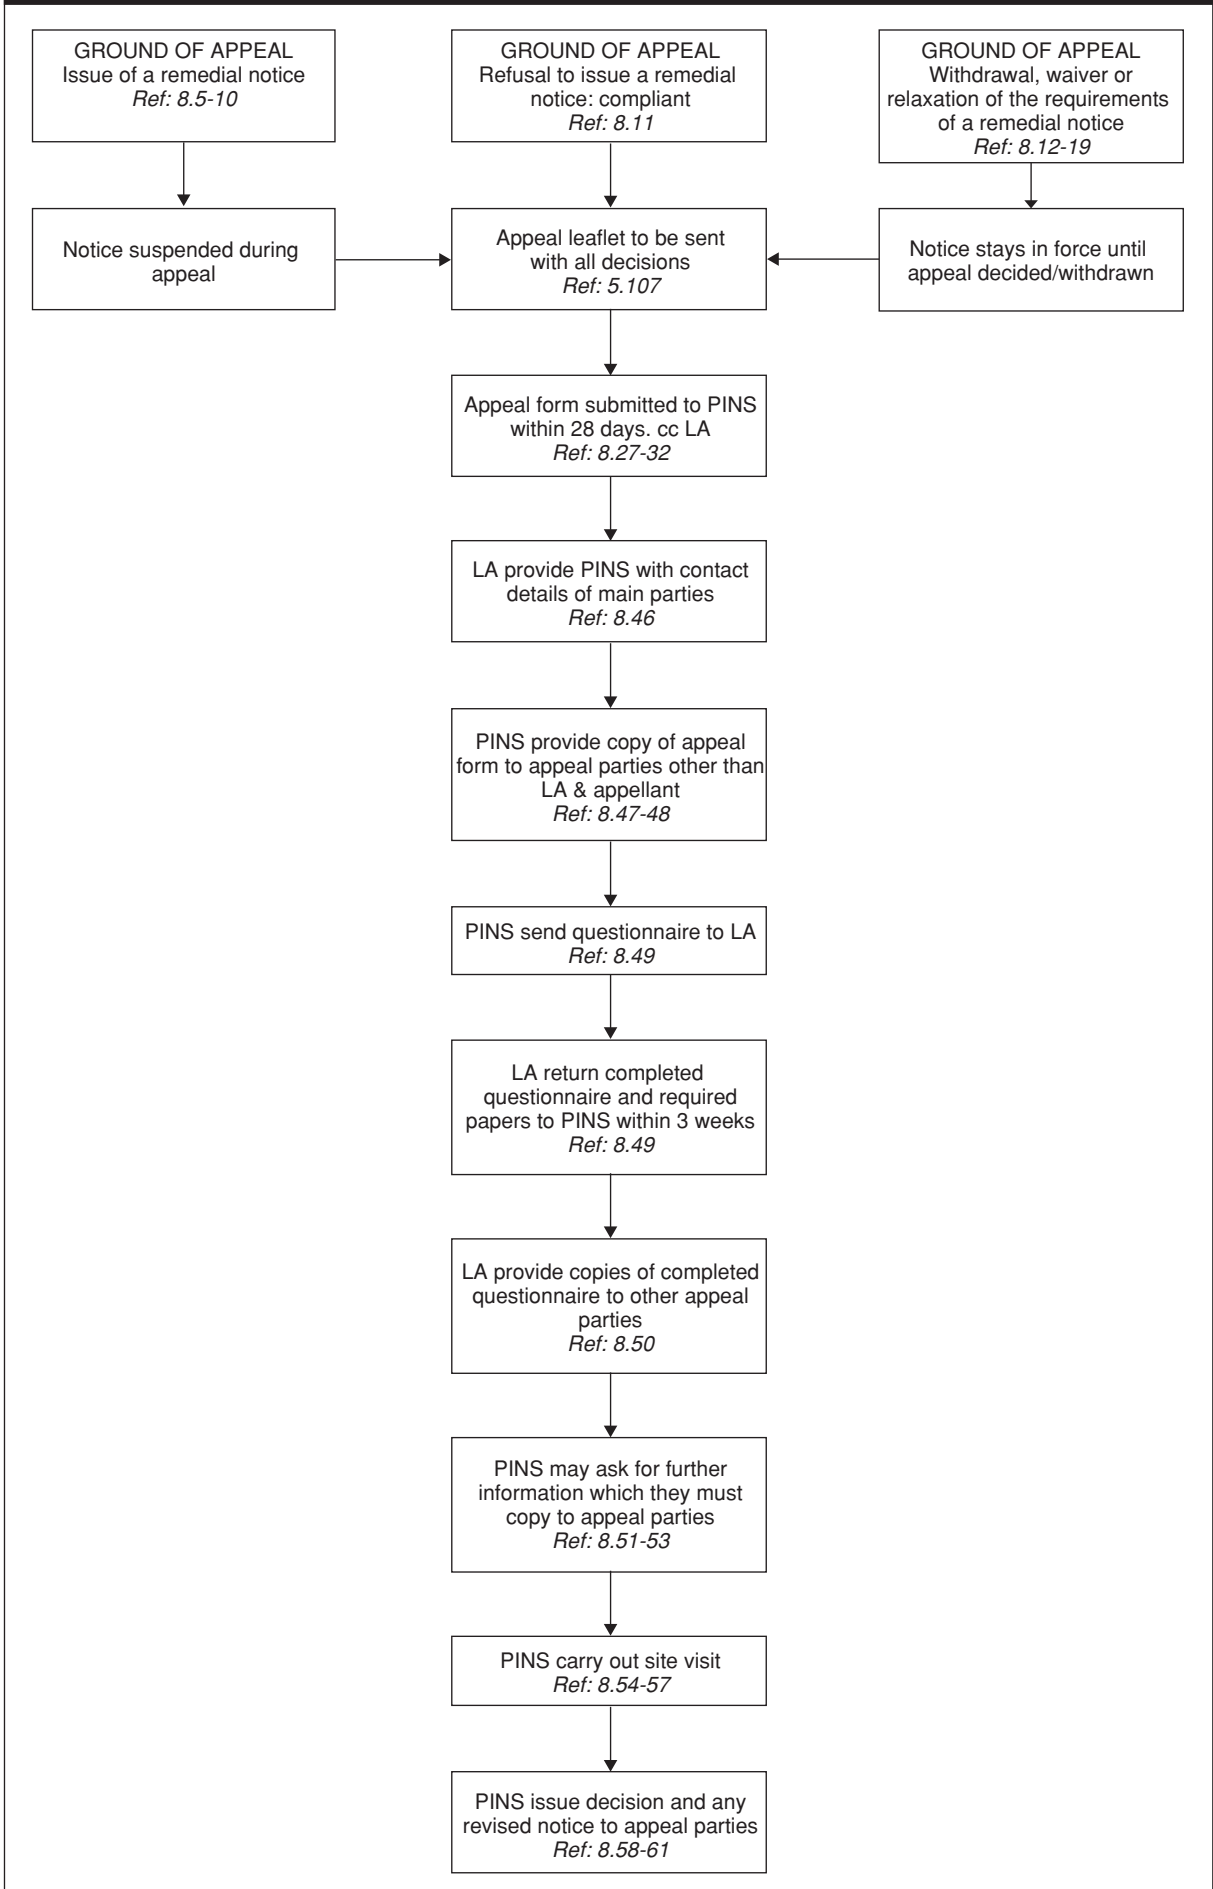 GROUND OF APPEAL
Issue of a remedial notice
Ref: 8.5-10
GROUND OF APPEAL
Refusal to issue a remedial
notice: compliant
Ref: 8.11
GROUND OF APPEAL
Withdrawal, waiver or
relaxation of the requirements
of a remedial notice
Ref: 8.12-19
Notice suspended during
appeal
Appeal leaflet to be sent
with all decisions
Ref: 5.107
Notice stays in force until
appeal decided/withdrawn
Appeal form submitted to PINS
within 28 days. cc LA
Ref: 8.27-32
LA provide PINS with contact
details of main parties
Ref: 8.46
PINS provide copy of appeal
form to appeal parties other than
LA & appellant
Ref: 8.47-48
PINS send questionnaire to LA
Ref: 8.49
LA return completed
questionnaire and required
papers to PINS within 3 weeks
Ref: 8.49
LA provide copies of completed
questionnaire to other appeal
parties
Ref: 8.50
PINS may ask for further
information which they must
copy to appeal parties
Ref: 8.51-53
PINS carry out site visit
Ref: 8.54-57
PINS issue decision and any
revised notice to appeal parties
Ref: 8.58-61